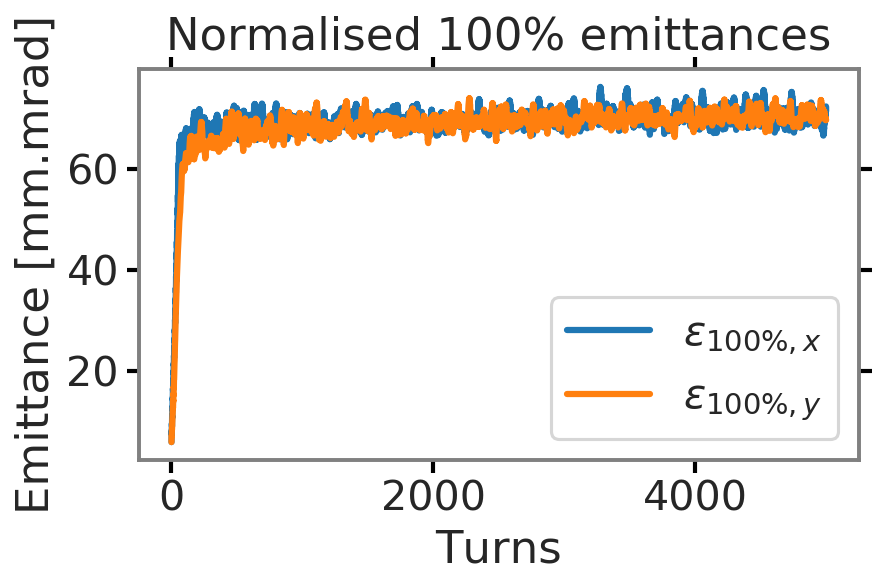 Normalised 100% emittances
Emittance [mm.mrad]
60
40
20
0
2000
4000
Turns
ε100%, x
ε100%, y